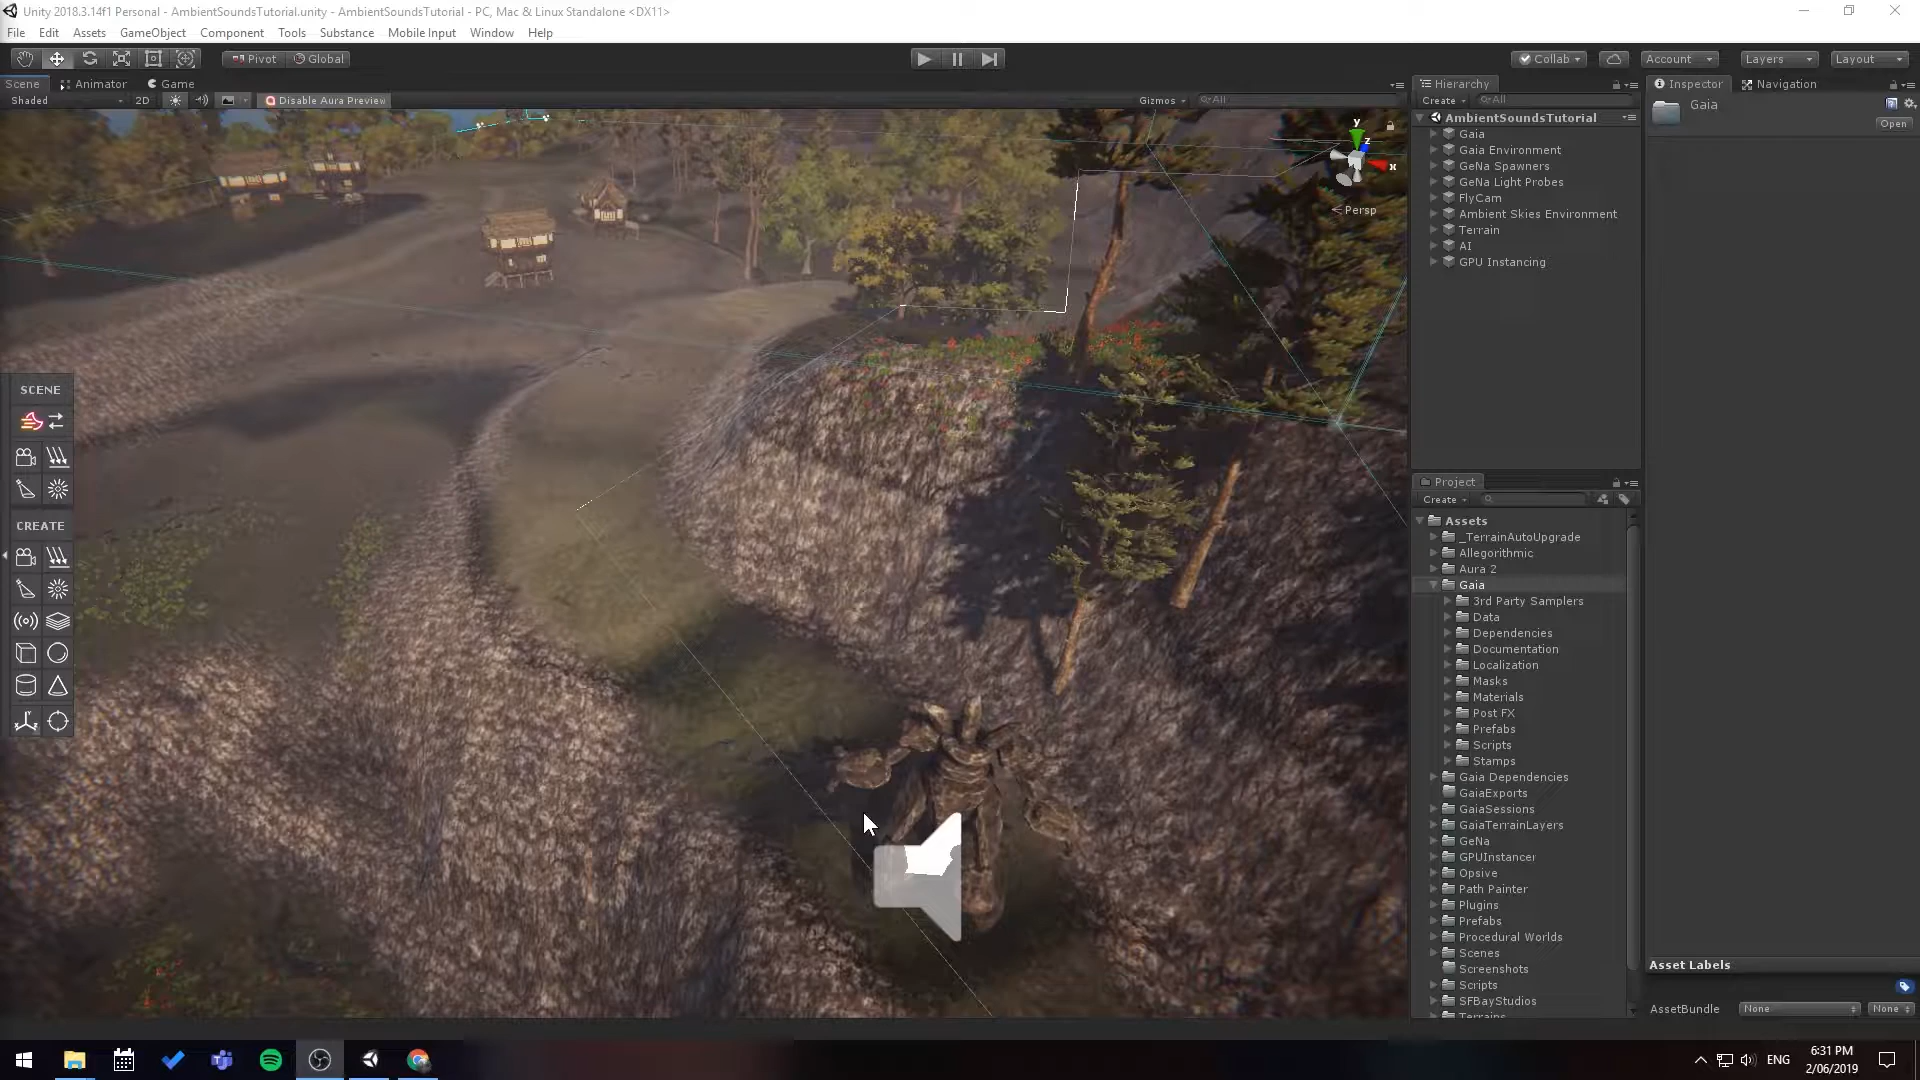 Unity 2018.3.14f1 Personal - AmbientSoundsTutorial.unity - AmbientSoundsTutorial - PC, Mac & Linux Standalone <DX11>
File Edit Assets GameObject Component Tools Substance Mobile Input Window Help
Pivot Global Collab Account Layers Layout
Scene Animator Game
Shaded 2D Disable Aura Preview Gizmos All
y
z
x
Persp
SCENE
CREATE
Hierarchy
Create All
AmbientSoundsTutorial
Gaia
Gaia Environment
GeNa Spawners
GeNa Light Probes
FlyCam
Ambient Skies Environment
Terrain
AI
GPU Instancing
Project
Create
Assets
_TerrainAutoUpgrade
Allegorithmic
Aura 2
Gaia
3rd Party Samplers
Data
Dependencies
Documentation
Localization
Masks
Materials
Post FX
Prefabs
Scripts
Stamps
Gaia Dependencies
GaiaExports
GaiaSessions
GaiaTerrainLayers
GeNa
GPUInstancer
Opsive
Path Painter
Plugins
Prefabs
Procedural Worlds
Scenes
Screenshots
Scripts
SFBayStudios
Terrains
Inspector Navigation
Gaia
Open
Asset Labels
AssetBundle None None
ENG
6:31 PM
2/06/2019